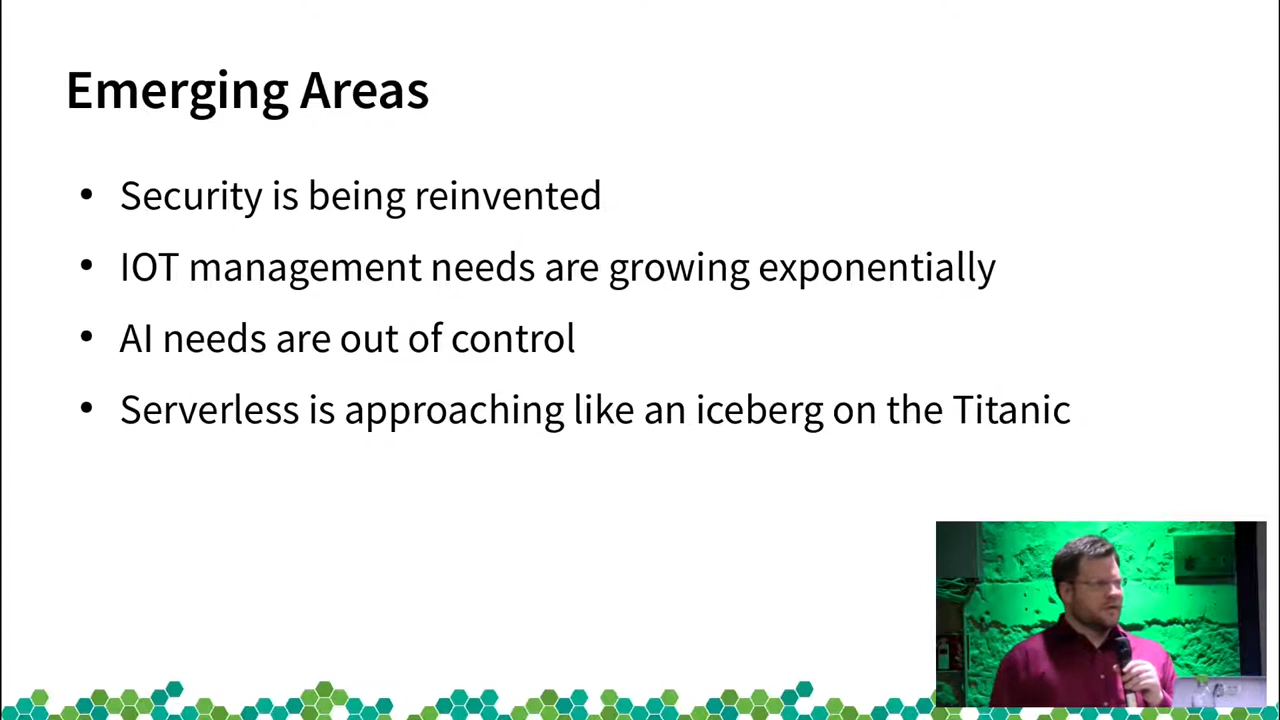 Emerging Areas
• Security is being reinvented
• IOT management needs are growing exponentially
• AI needs are out of control
• Serverless is approaching like an iceberg on the Titanic